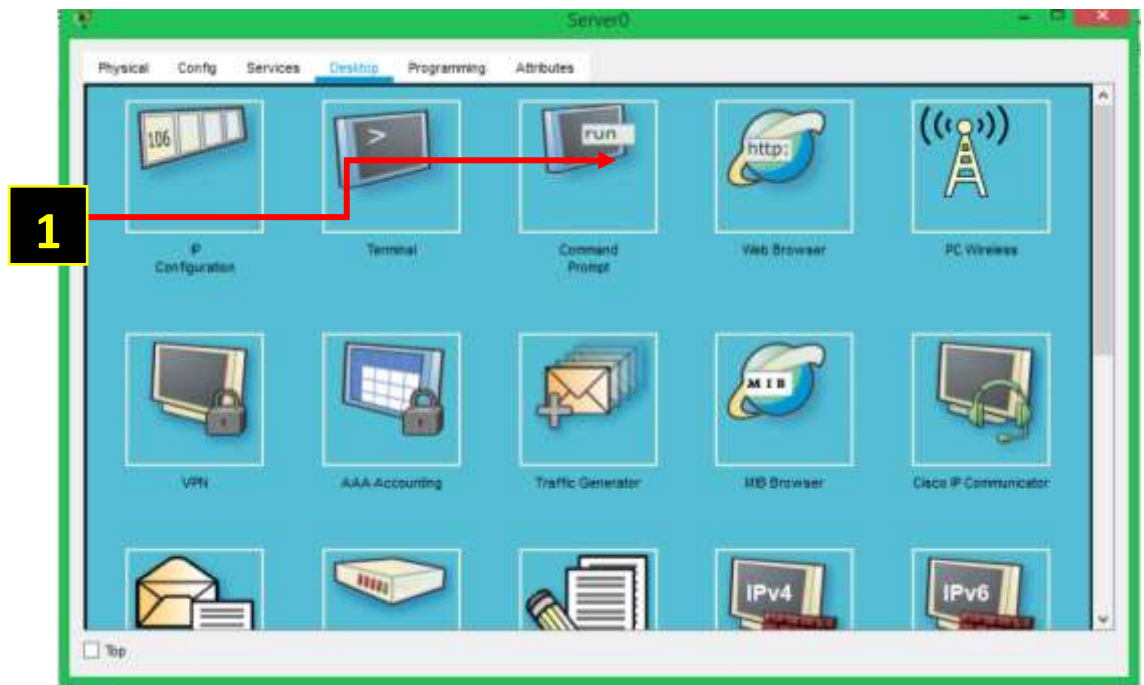 Server0
Physical Config Services Desktop Programming Attributes
106
>
run
http:
1
IP
Configuration
Terminal
Command
Prompt
Web Browser
PC Wireless
MIB
VPN
AAA Accounting
Traffic Generator
MIB Browser
Cisco IP Communicator
IPv4
IPv6
Top